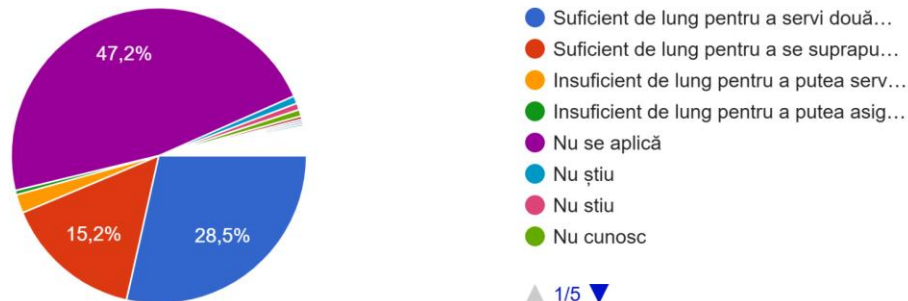 47,2%
15,2%
28,5%
Suficient de lung pentru a servi două…
Suficient de lung pentru a se suprapu…
Insuficient de lung pentru a putea serv…
Insuficient de lung pentru a putea asig…
Nu se aplică
Nu știu
Nu stiu
Nu cunosc
1/5